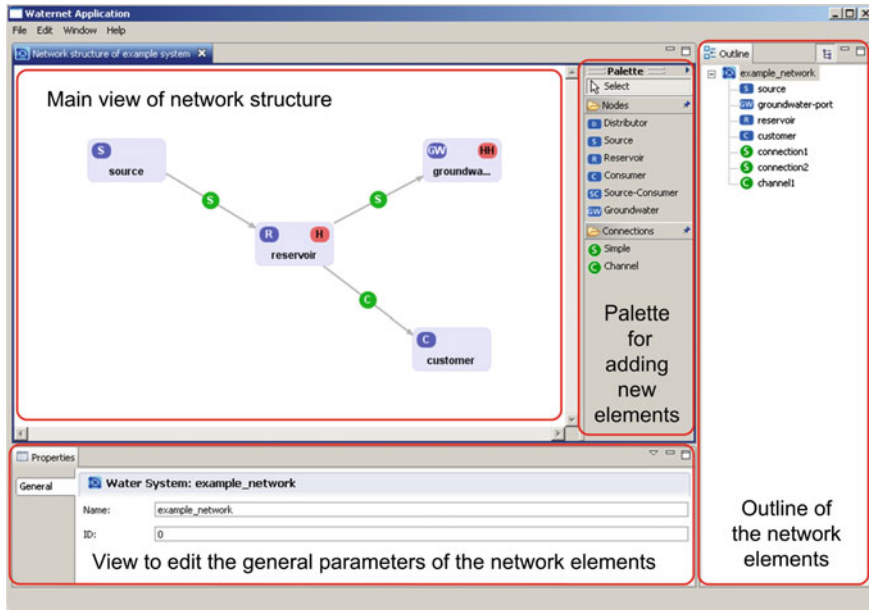 Waternet Application
File Edit Window Help
Network structure of example system
Main view of network structure
S
source
GW HH
groundwa...
S
S
R H
reservoir
C
C
customer
Palette
Select
Nodes
D Distributor
S Source
R Reservoir
C Consumer
SC Source-Consumer
GW Groundwater
Connections
S Simple
C Channel
Palette
for
adding
new
elements
Outline
example_network
S source
GW groundwater-port
R reservoir
C customer
S connection1
S connection2
C channel1
Outline of
the network
elements
Properties
General
Water System: example_network
Name: example_network
ID: 0
View to edit the general parameters of the network elements